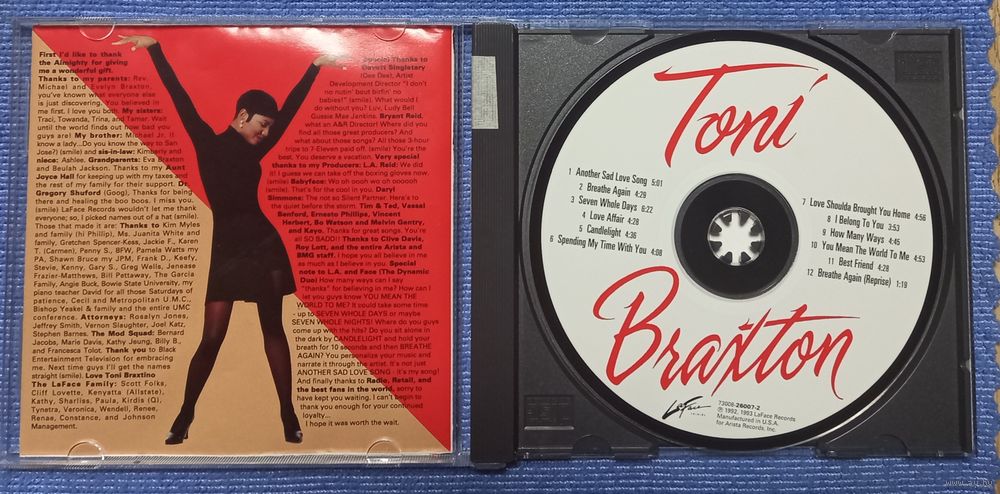 First I'd like to thank
the Almighty for giving
me a wonderful gift.
Thanks to my parents: Rev.
Michael and Evelyn Braxton,
you've known what everyone else
is just discovering. You believed in
me first. I love you both. My sisters:
Traci, Towanda, Trina, and Tamar. Wait
until the world finds out how bad you
guys are! My brother: Michael Jr. If
know a lady...Do you know the way to San
Jose?) (smile) and sis-in-law: Kimberly and
niece: Ashlee. Grandparents: Eva Braxton
and Beulah Jackson. Thanks to my Aunt
Joyce Hall for keeping up with my taxes and
the rest of my family for their support. Dr.
Gregory Shuford (Goog), Thanks for being
there and healing the boo boos. I miss you.
(smile) LaFace Records wouldn't let me thank
everyone; so, I picked names out of a hat (smile).
Those that made it are: Thanks to Kim Myles
and family (hi Phillip), Ms. Juanita White and
family, Gretchen Spencer-Kess, Jackie F., Karen
T. (Carmen), Penny S., BFW, Pamela Watts my
PA, Shawn Bruce my JPM, Frank D., Keefy,
Stevie, Kenny, Gary S., Greg Wells, Jenease
Frazier-Matthews, Bill Pettaway, The Garcia
Family, Angie Buck, Bowie State University, my
piano teacher David for all those Saturdays of
patience, Cecil and Metropolitan U.M.C.,
Bishop Yeakel & family and the entire UMC
conference. Attorneys: Rosalyn Jones,
Jeffrey Smith, Vernon Slaughter, Joel Katz,
Stephen Barnes. The Mod Squad: Bernard
Jacobs, Marie Davis, Kathy Jeung, Billy B.,
and Francesca Tolot. Thank you to Black
Entertainment Television for embracing
me. Next time you'll I'll get the names
straight (smile). Love Toni Braxtino
The LaFace Family: Scott Folks,
Cliff Lovette, Kenyatta (Allstate),
Kathy, Sharliss, Paula, Kirdis (Q),
Tynetra, Veronica, Wendell, Renee,
Renae, Constance, and Johnson
Management.
Special Thanks to
Davett Singletary
(Dee Dee), Artist
Development Director "I don't
no nutin' bout birfin' no
babies!" (smile). What would I
do without you? Luv, Ludy Bell
Gussie Mae Jenkins. Bryant Reid,
what an A&R Director! Where did you
find all those great producers? And
what about those songs? All those 3-hour
trips to 7-Eleven paid off. (smile) You're the
best. You deserve a vacation. Very special
thanks to my Producers: L.A. Reid: We did
it! I guess we can take off the boxing gloves now.
(smile) Babyface: Wo oh oooh wo oh oooooh
(smile). That's for the cool in you. Daryl
Simmons: The not so Silent Partner. Here's to
the quiet before the storm. Tim & Ted, Vassal
Benford, Ernesto Phillips, Vincent
Herbert, Bo Watson and Melvin Gentry,
and Kayo. Thanks for great songs. You're
all SO BADD!! Thanks to Clive Davis,
Roy Lott, and the entire Arista and
BMG staff. I hope you all believe in me
as much as I believe in you. Special
note to L.A. and Face (The Dynamic
Duo) How many ways can I say
"thanks" for believing in me? How can I
let you guys know YOU MEAN THE
WORLD TO ME? It could take some time
- up to SEVEN WHOLE DAYS or maybe
SEVEN WHOLE NIGHTS! Where do you guys
come up with the hits? Do you sit alone in
the dark by CANDLELIGHT and hold your
breath for 10 seconds and then BREATHE
AGAIN? You personalize your music and
narrate it through the artist. It's not just
ANOTHER SAD LOVE SONG - it's my song!
And finally thanks to Radio, Retail, and
the best fans in the world, sorry to
have kept you waiting. I can't begin to
thank you enough for your continued
loyalty...
I hope it was worth the wait.
Toni
1 Another Sad Love Song 5:01
2 Breathe Again 4:29
3 Seven Whole Days 6:22
4 Love Affair 4:28
5 Candlelight 4:36
6 Spending My Time With You 4:08
7 Love Shoulda Brought You Home 4:56
8 I Belong To You 3:53
9 How Many Ways 4:45
10 You Mean The World To Me 4:53
11 Best Friend 4:28
12 Breathe Again (Reprise) 1:19
Braxton
LaFace
73008-26007-2
℗ 1992, 1993 LaFace Records
Manufactured in U.S.A.
for Arista Records, Inc.